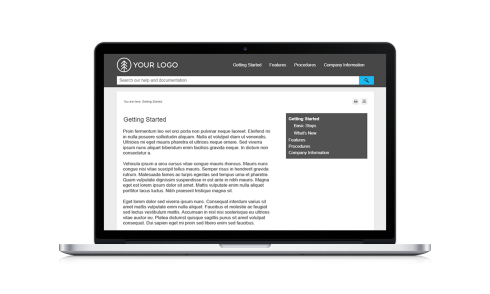 YOUR LOGO
Getting Started Features Procedures Company Information
Search our help and documentation
You are here: Getting Started
Getting Started
Proin fermentum leo vel orci porta non pulvinar neque laoreet. Eleifend mi
in nulla posuere sollicitudin aliquam. Nulla at volutpat diam ut venenatis.
Ultricies mi eget mauris pharetra et ultrices neque ornare. Sed viverra
ipsum nunc aliquet bibendum enim facilisis gravida neque. In dictum non
consectetur a.
Vehicula ipsum a arcu cursus vitae congue mauris rhoncus. Mauris nunc
congue nisi vitae suscipit tellus mauris. Semper risus in hendrerit gravida
rutrum. Malesuada fames ac turpis egestas sed tempus urna et pharetra.
Quam vulputate dignissim suspendisse in est ante in nibh mauris. Magna
eget est lorem ipsum dolor sit amet. Mattis vulputate enim nulla aliquet
porttitor lacus luctus. Nibh praesent tristique magna sit.
Eget lorem dolor sed viverra ipsum nunc. Consequat interdum varius sit
amet mattis vulputate enim nulla aliquet. Faucibus et molestie ac feugiat
sed lectus vestibulum mattis. Accumsan in nisl nisi scelerisque eu ultrices
vitae auctor eu. Platea dictumst quisque sagittis purus sit amet volutpat
consequat. Dui sapien eget mi proin sed libero enim sed faucibus.
Getting Started
Basic Steps
What's New
Features
Procedures
Company Information